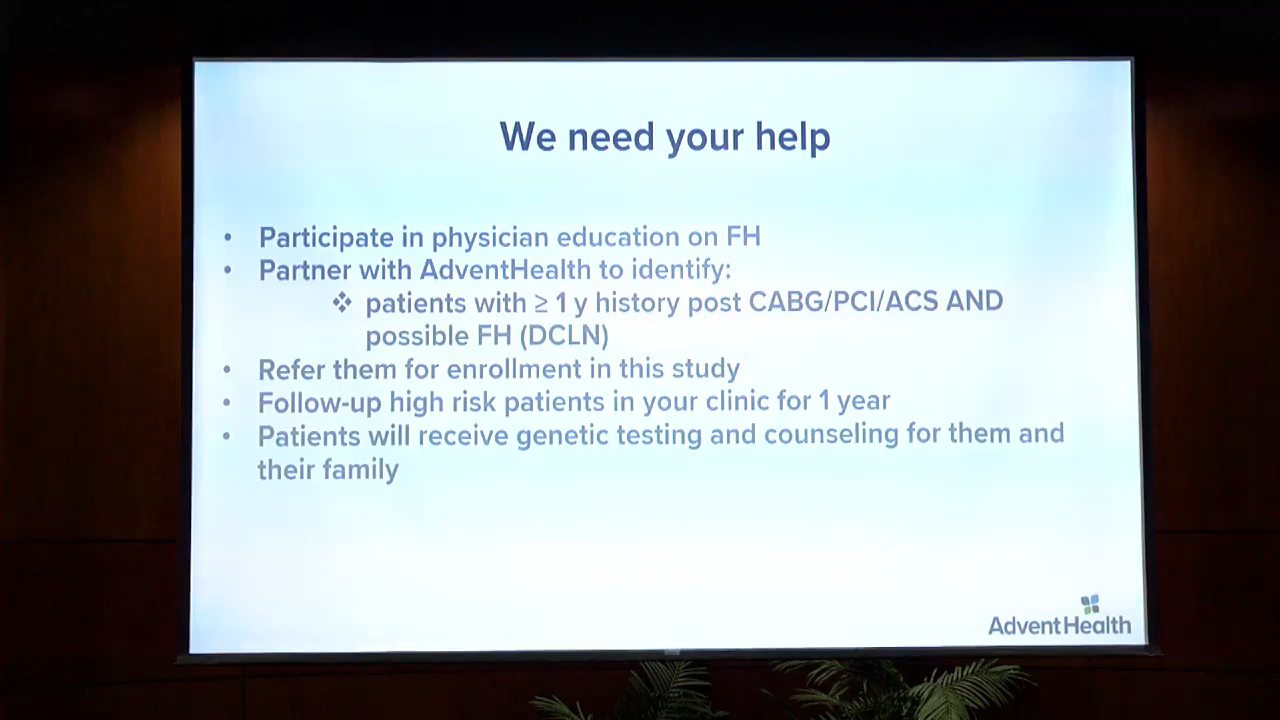 We need your help
• Participate in physician education on FH
• Partner with AdventHealth to identify:
❖ patients with ≥ 1 y history post CABG/PCI/ACS AND
possible FH (DCLN)
• Refer them for enrollment in this study
• Follow-up high risk patients in your clinic for 1 year
• Patients will receive genetic testing and counseling for them and
their family
AdventHealth